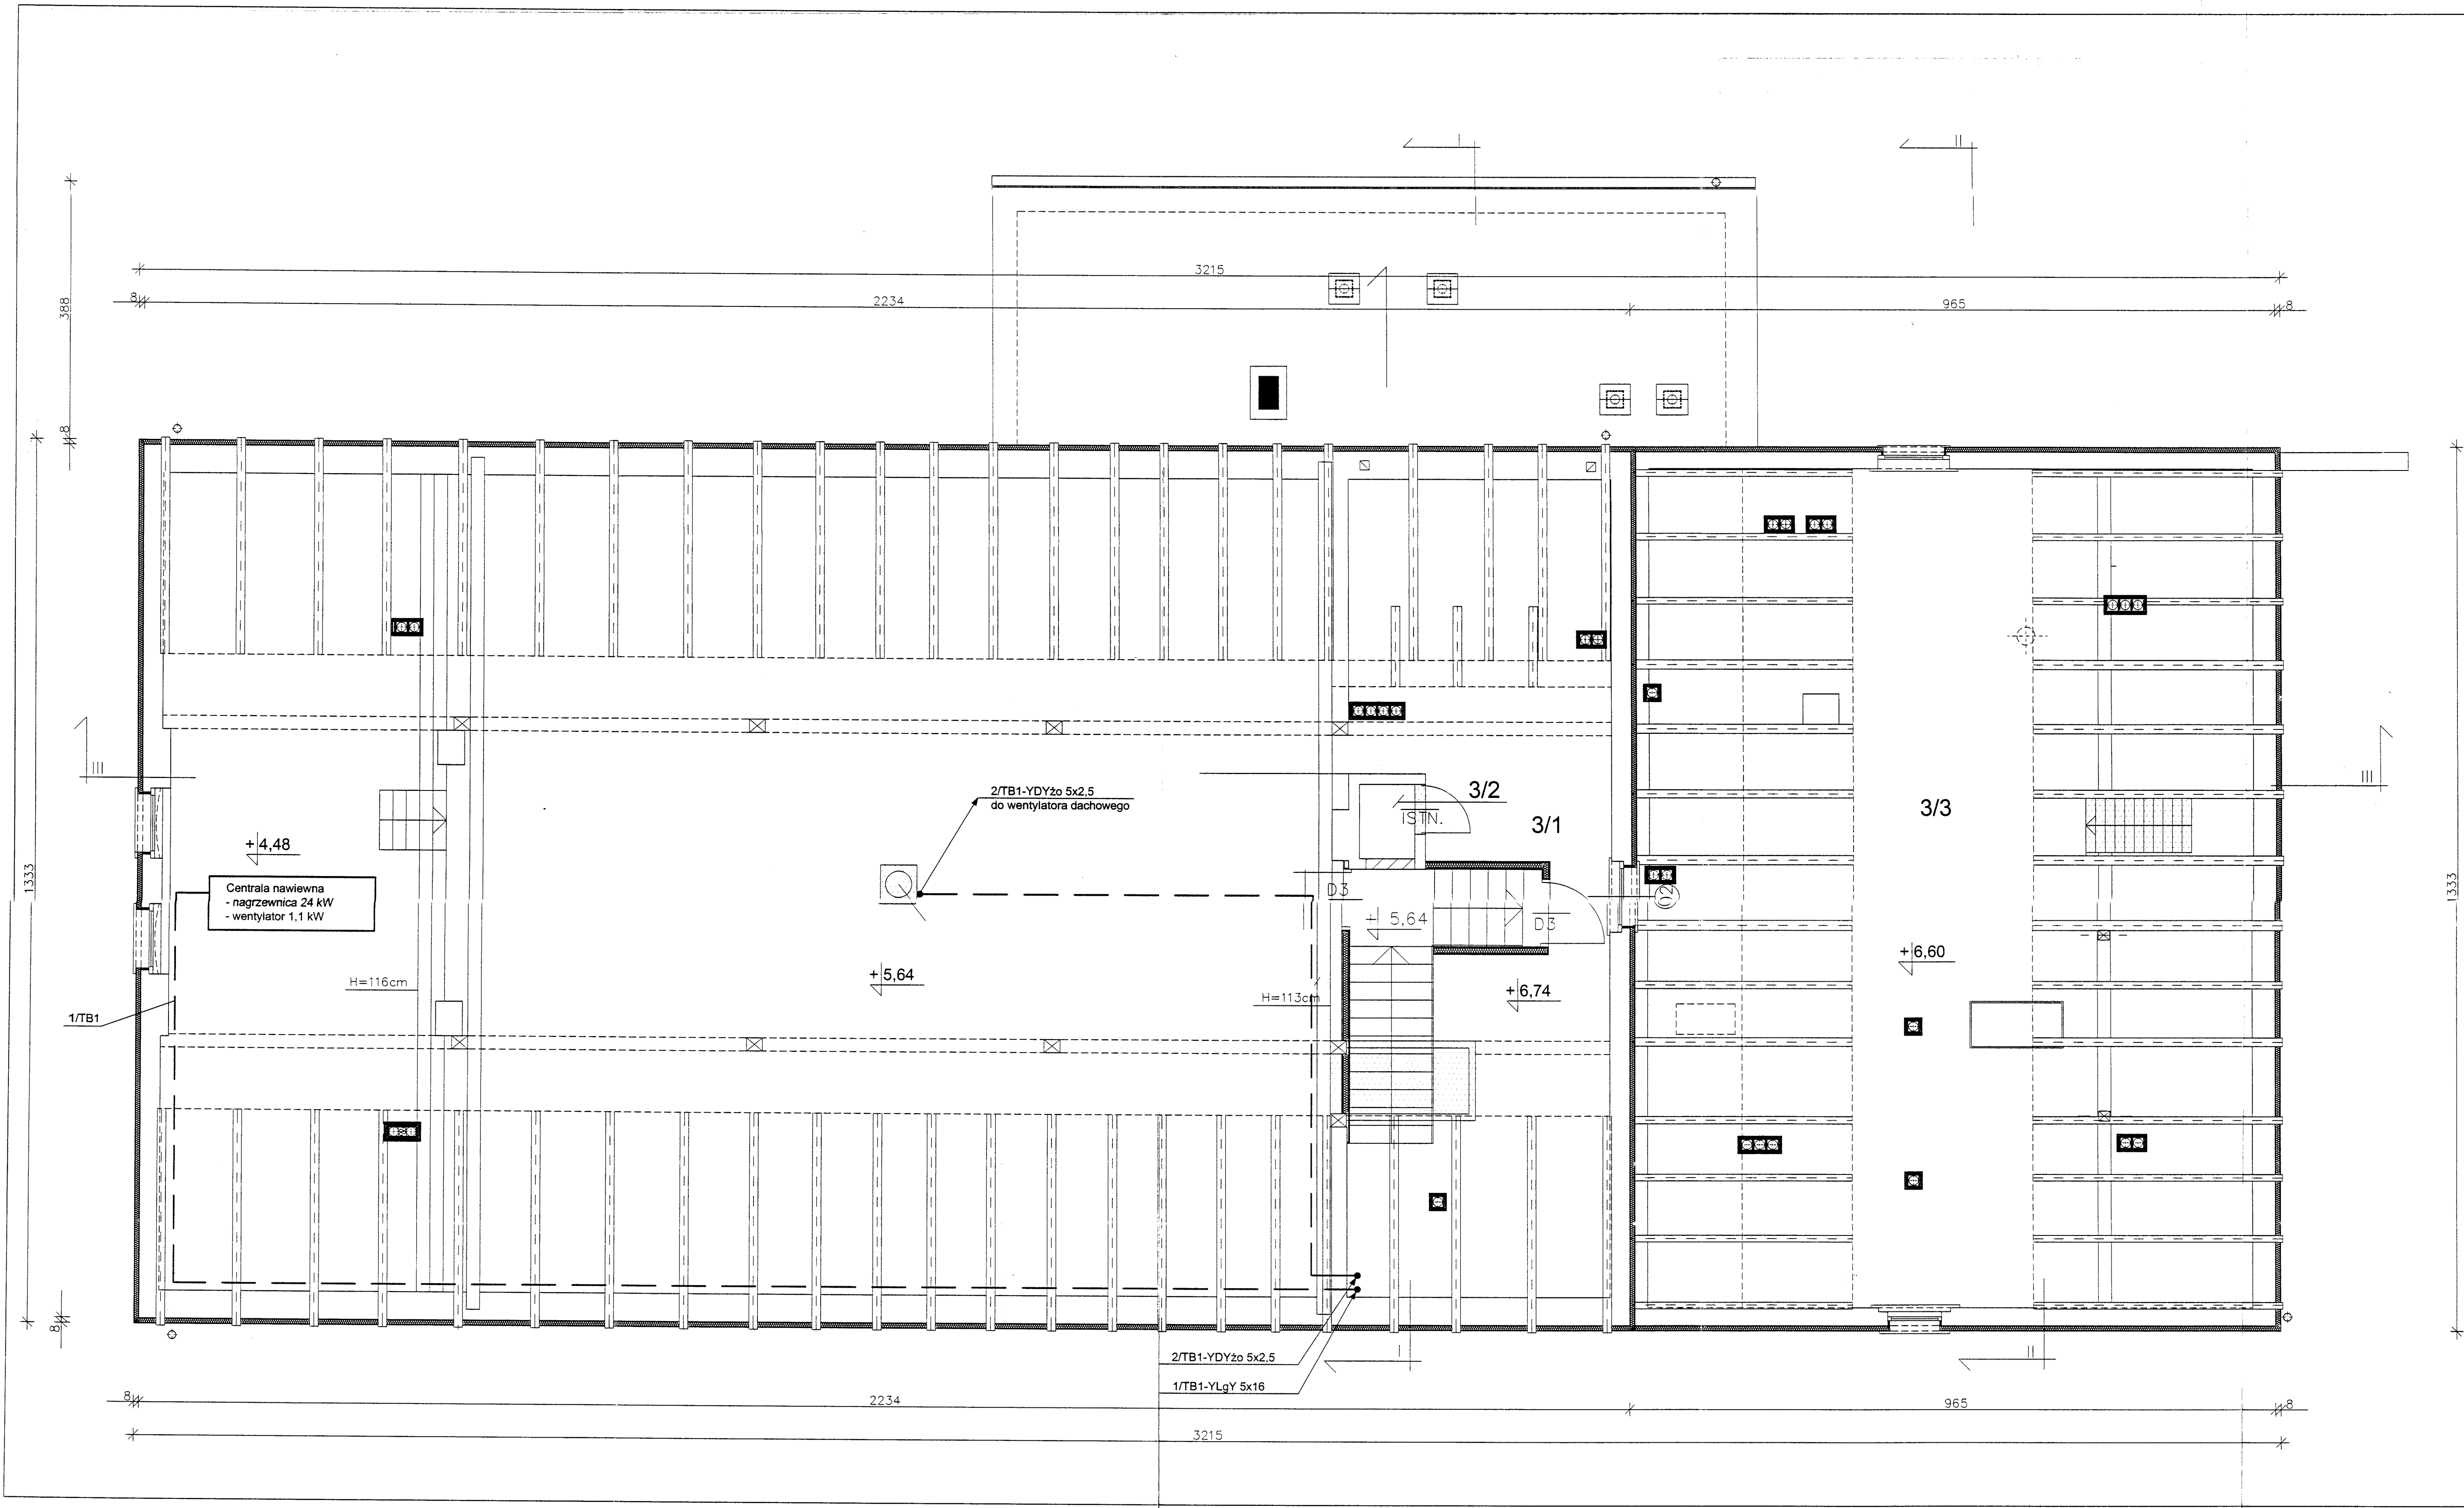 I
II
3215
8
2234
965
8
388
8
III
III
2/TB1-YDYżo 5x2,5
do wentylatora dachowego
3/2
ISTN.
3/1
3/3
+4,48
1333
1333
Centrala nawiewna
- nagrzewnica 24 kW
- wentylator 1,1 kW
D3
+ 5,64
D3
02
+5,64
H=116cm
H=113cm
+6,74
+6,60
1/TB1
8
2/TB1-YDYżo 5x2,5
I
II
1/TB1-YLgY 5x16
8
2234
965
8
3215